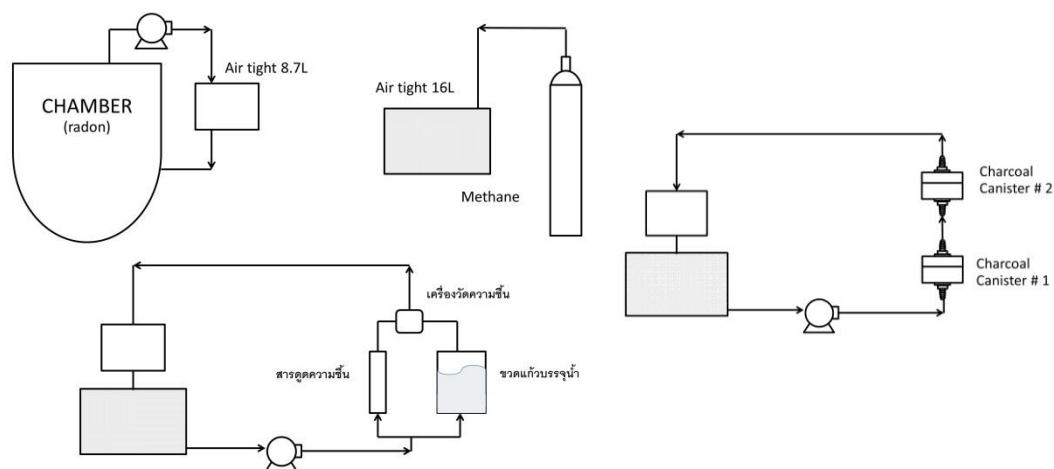 Air tight 8.7L
CHAMBER
(radon)
Air tight 16L
Methane
Charcoal
Canister # 2
Charcoal
Canister # 1
เครื่องวัดความชื้น
สารดูดความชื้น
ขวดแก้วบรรจุน้ำ